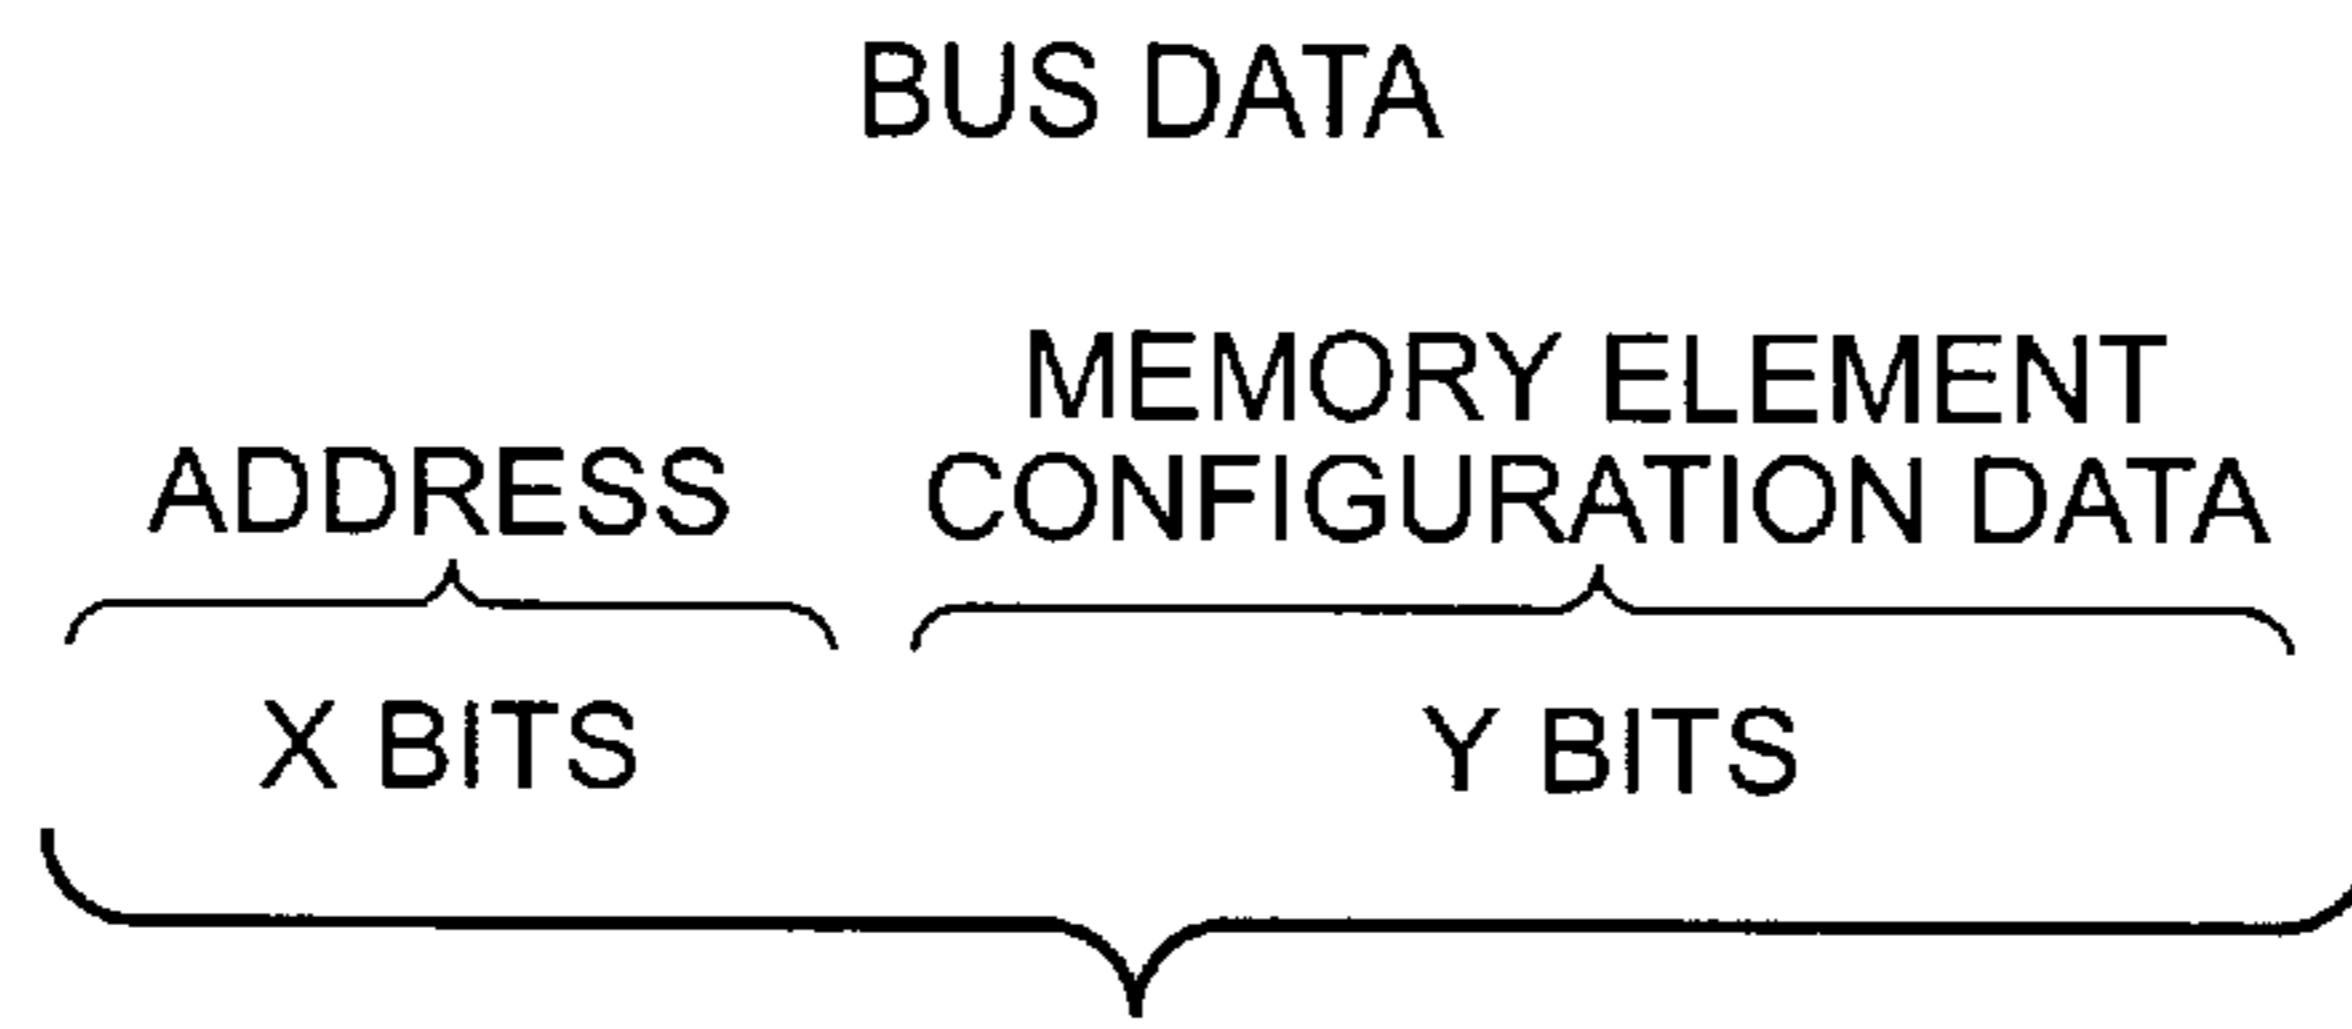 BUS DATA
MEMORY ELEMENT
ADDRESS CONFIGURATION DATA
X BITS Y BITS